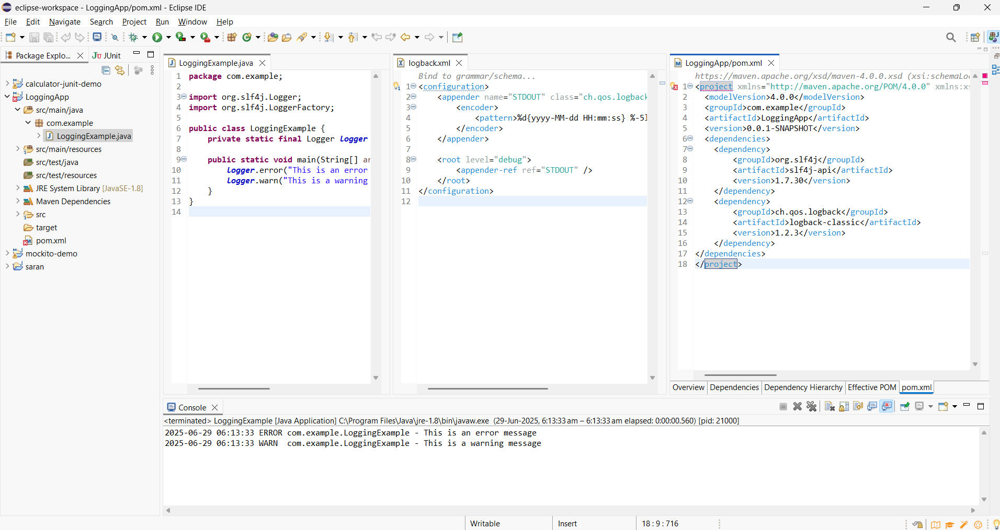 eclipse-workspace - LoggingApp/pom.xml - Eclipse IDE
File Edit Navigate Search Project Run Window Help
Package Explo... JUnit
calculator-junit-demo
LoggingApp
src/main/java
com.example
LoggingExample.java
src/main/resources
src/test/java
src/test/resources
JRE System Library [JavaSE-1.8]
Maven Dependencies
src
target
pom.xml
mockito-demo
saran
LoggingExample.java
1 package com.example;
2
3 import org.slf4j.Logger;
4 import org.slf4j.LoggerFactory;
5
6 public class LoggingExample {
7 private static final Logger logger
8
9 public static void main(String[] ar
10 logger.error("This is an error
11 logger.warn("This is a warning
12 }
13 }
14
logback.xml
Bind to grammar/schema...
1 <configuration>
2 <appender name="STDOUT" class="ch.qos.logback
3 <encoder>
4 <pattern>%d{yyyy-MM-dd HH:mm:ss} %-5l
5 </encoder>
6 </appender>
7
8 <root level="debug">
9 <appender-ref ref="STDOUT" />
10 </root>
11 </configuration>
12
LoggingApp/pom.xml
https://maven.apache.org/xsd/maven-4.0.0.xsd (xsi:schemaLo
1 <project xmlns="http://maven.apache.org/POM/4.0.0" xmlns:xs
2 <modelVersion>4.0.0</modelVersion>
3 <groupId>com.example</groupId>
4 <artifactId>LoggingApp</artifactId>
5 <version>0.0.1-SNAPSHOT</version>
6 <dependencies>
7 <dependency>
8 <groupId>org.slf4j</groupId>
9 <artifactId>slf4j-api</artifactId>
10 <version>1.7.30</version>
11 </dependency>
12 <dependency>
13 <groupId>ch.qos.logback</groupId>
14 <artifactId>logback-classic</artifactId>
15 <version>1.2.3</version>
16 </dependency>
17 </dependencies>
18 </project>
Overview Dependencies Dependency Hierarchy Effective POM pom.xml
Console
<terminated> LoggingExample [Java Application] C:\Program Files\Java\jre-1.8\bin\javaw.exe (29-Jun-2025, 6:13:33 am – 6:13:33 am elapsed: 0:00:00.560) [pid: 21000]
2025-06-29 06:13:33 ERROR com.example.LoggingExample - This is an error message
2025-06-29 06:13:33 WARN com.example.LoggingExample - This is a warning message
Writable Insert 18 : 9 : 716